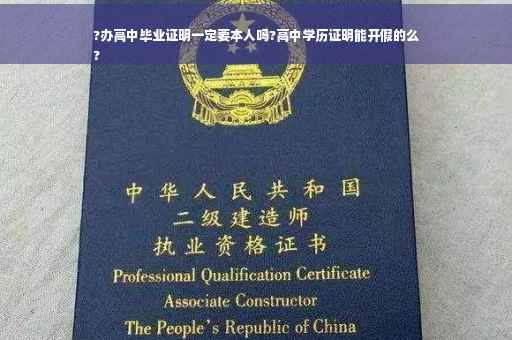 ?办高中毕业证明一定要本人吗?高中学历证明能开假的么
?
中华人民共和国
二级建造师
执业资格证书
Professional Qualification Certificate
Associate Constructor
The People's Republic of China